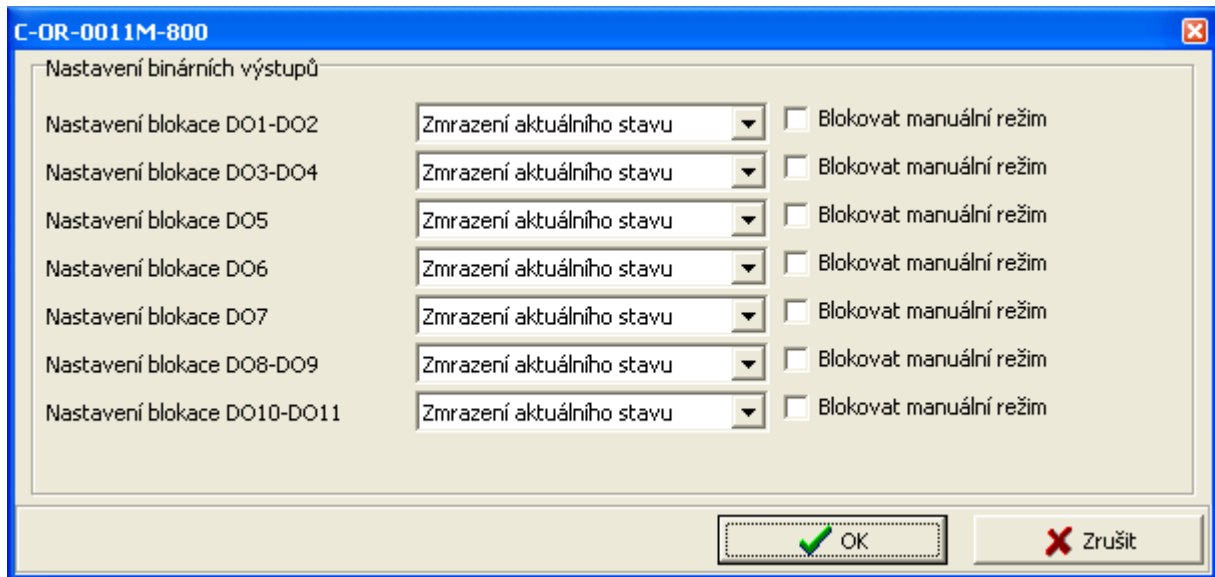 C-OR-0011M-800
Nastavení binárních výstupů
Nastavení blokace DO1-DO2 Zmrazení aktuálního stavu Blokovat manuální režim
Nastavení blokace DO3-DO4 Zmrazení aktuálního stavu Blokovat manuální režim
Nastavení blokace DO5 Zmrazení aktuálního stavu Blokovat manuální režim
Nastavení blokace DO6 Zmrazení aktuálního stavu Blokovat manuální režim
Nastavení blokace DO7 Zmrazení aktuálního stavu Blokovat manuální režim
Nastavení blokace DO8-DO9 Zmrazení aktuálního stavu Blokovat manuální režim
Nastavení blokace DO10-DO11 Zmrazení aktuálního stavu Blokovat manuální režim
OK Zrušit